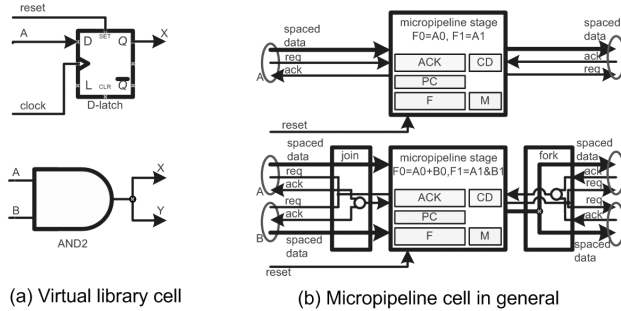 reset
A
D
SET
Q
X
L
CLR
Q
clock
D-latch
A
B
X
Y
AND2
(a) Virtual library cell
spaced
data
req
ack
A
reset
micropipeline stage
F0=A0, F1=A1
ACK
CD
PC
F
M
spaced
data
ack
req
X
spaced
data
req
ack
A
req
ack
B
spaced
data
reset
join
micropipeline stage
F0=A0+B0,F1=A1&B1
ACK
CD
PC
F
M
fork
spaced
data
ack
req
X
req
ack
Y
spaced
data
(b) Micropipeline cell in general